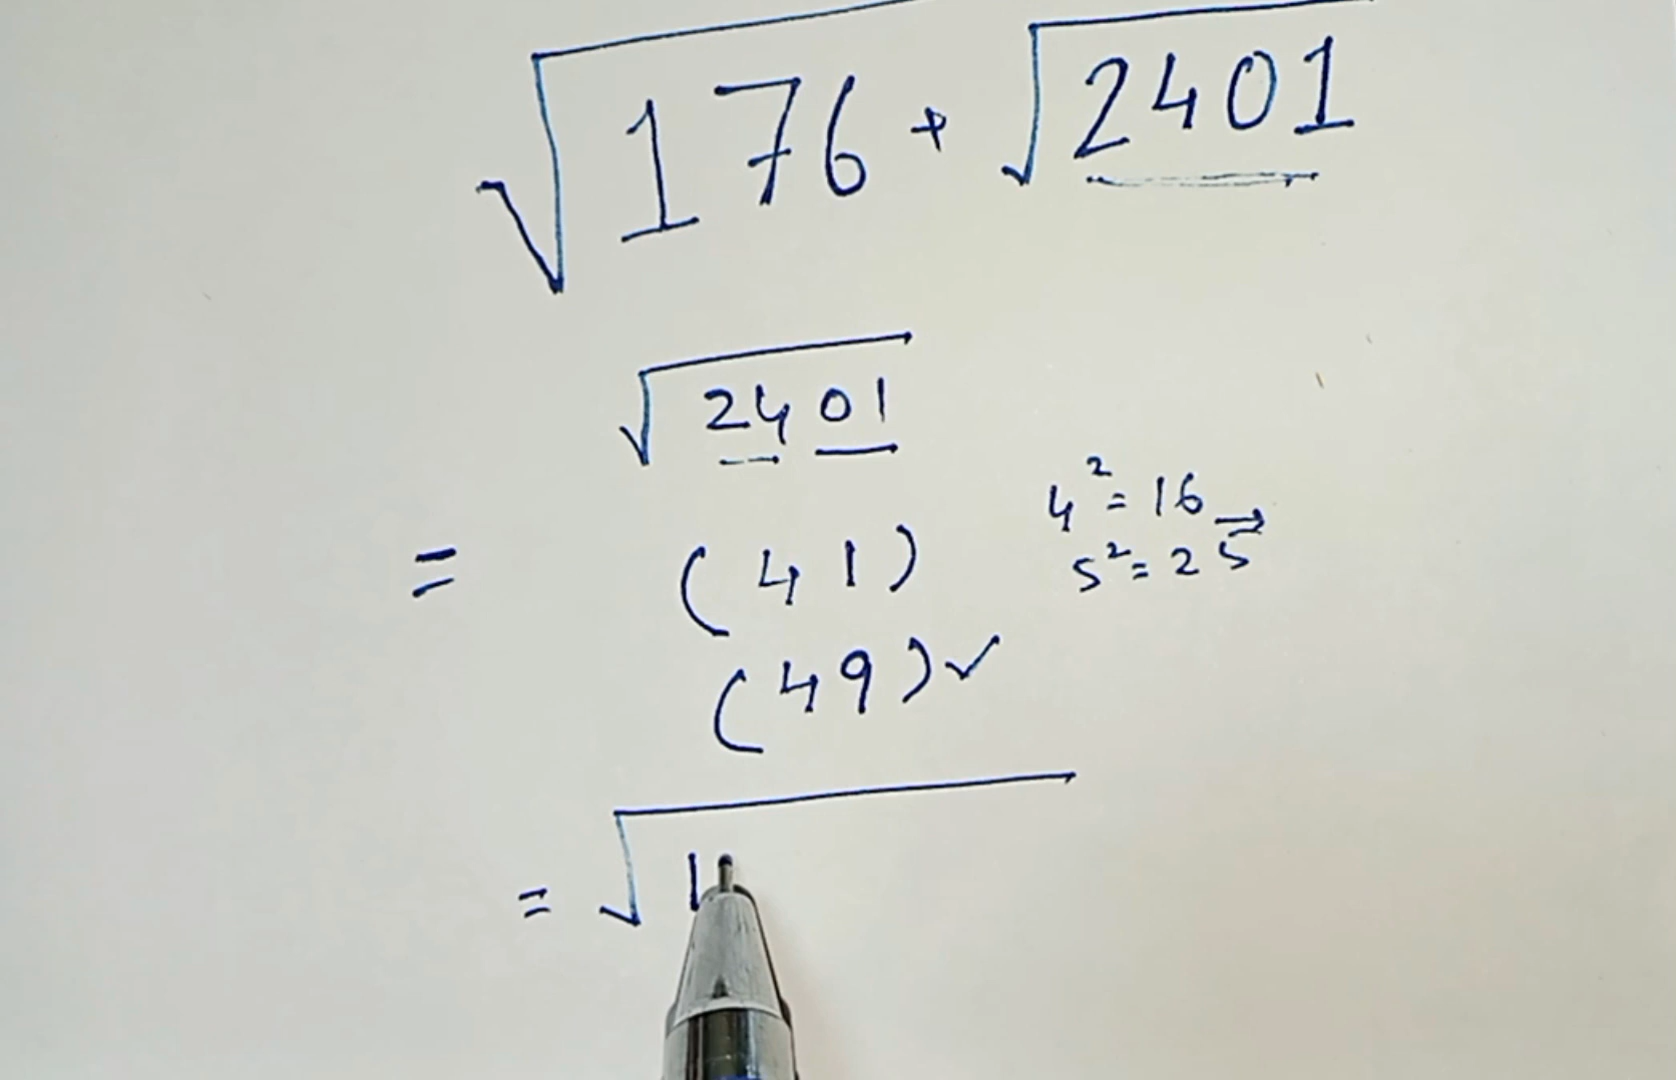 √176 + √2401
√2401
= (41)
4² = 16
5² = 25
(49)✓
= √1